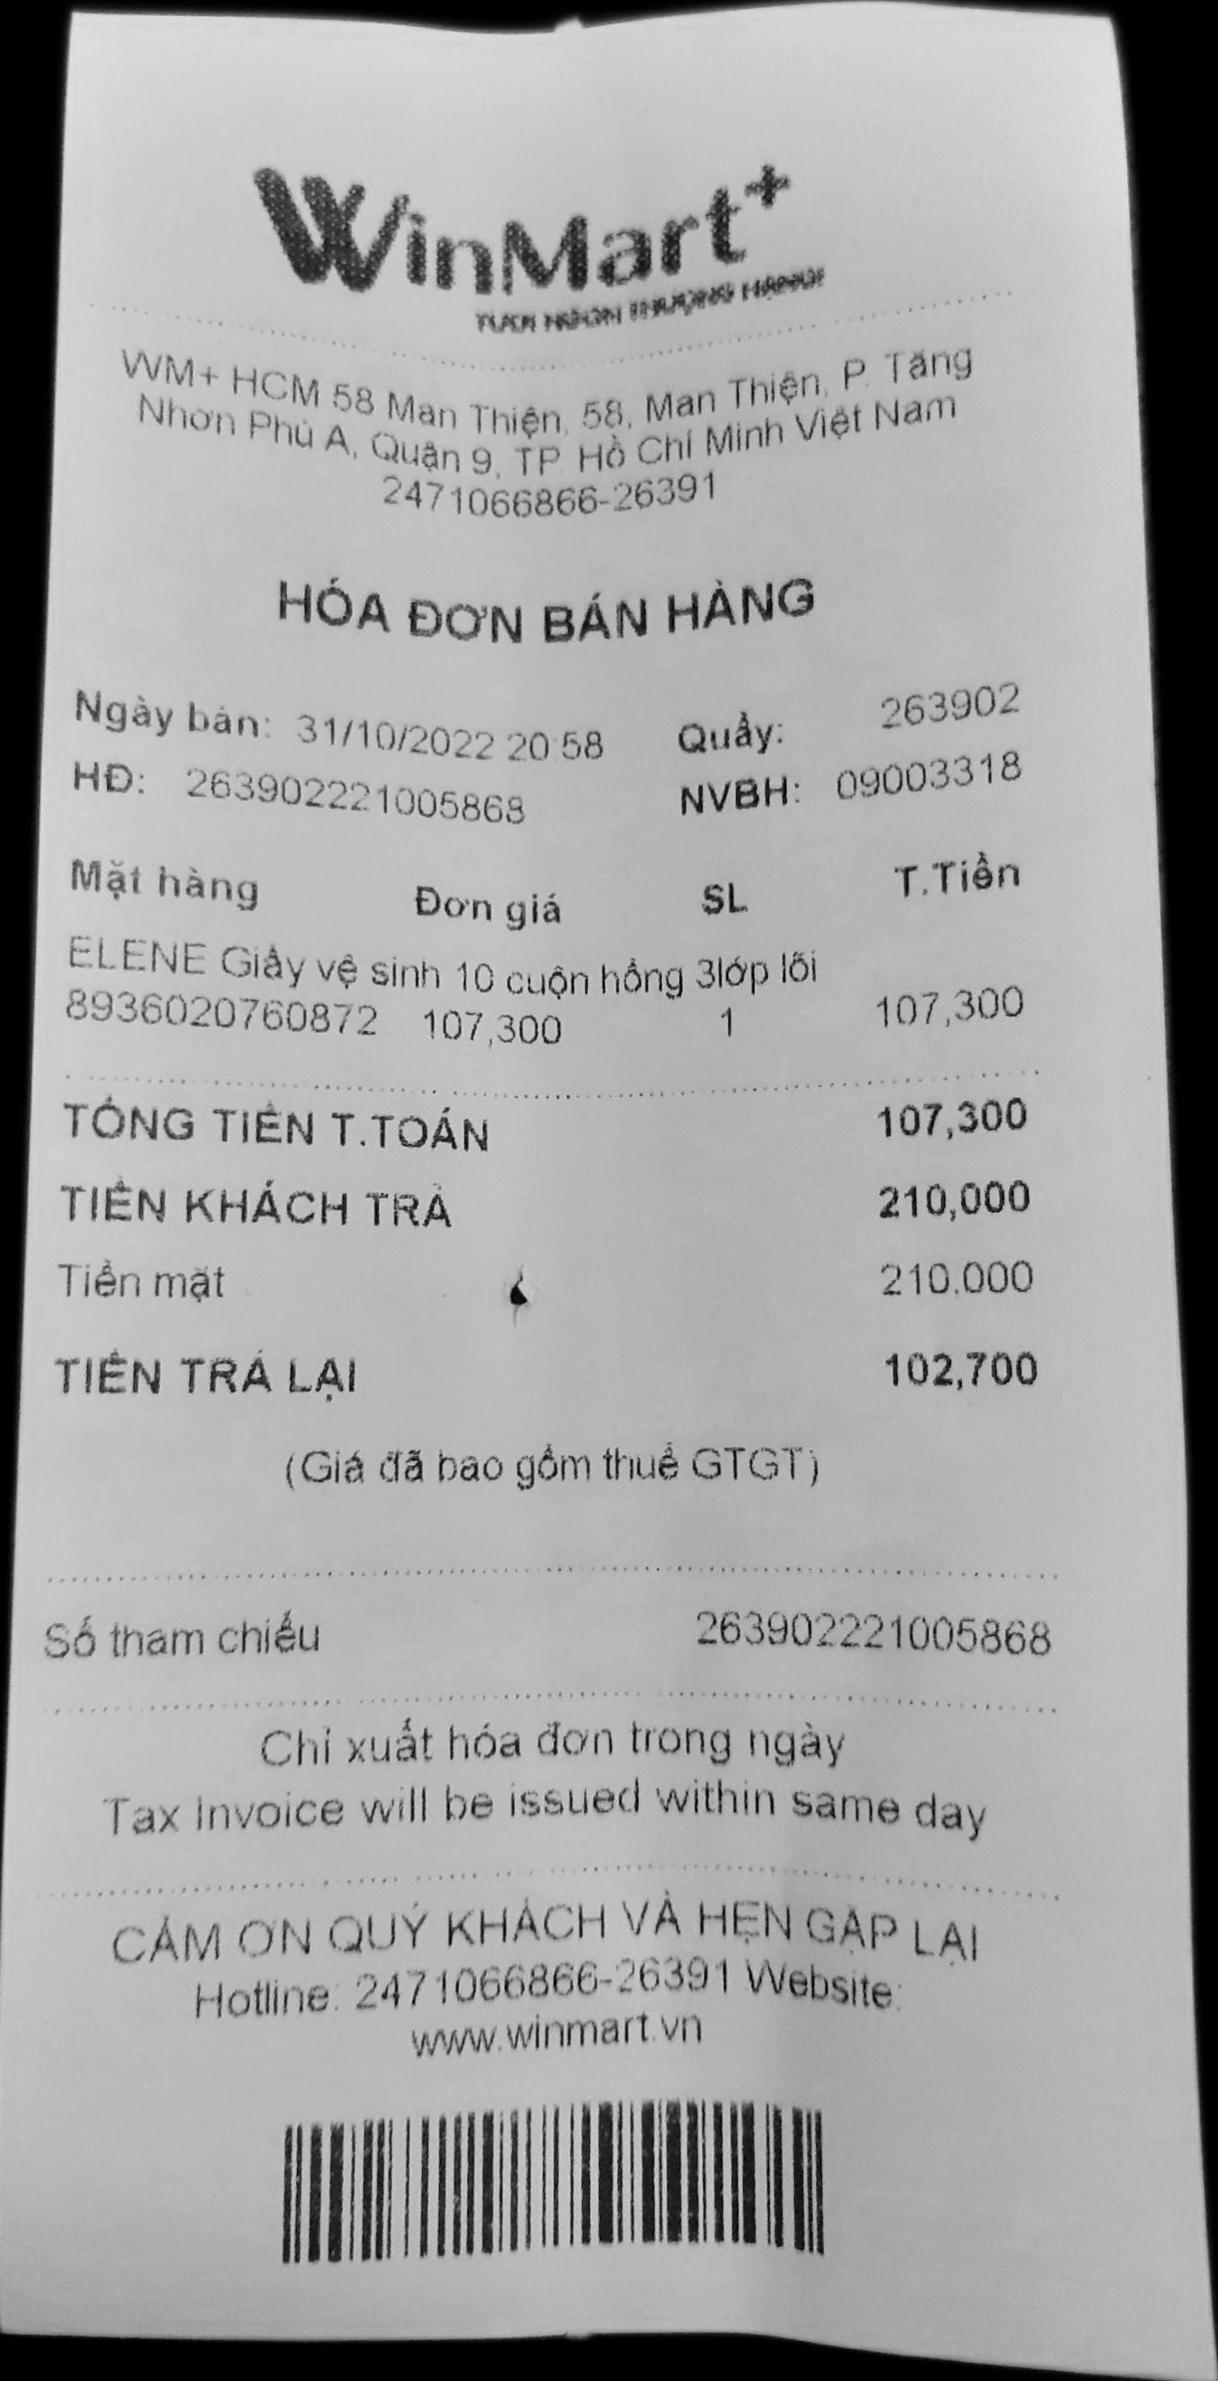 WinMart+
TƯƠI NGON THƯỢNG HẠNG!
WM+ HCM 58 Man Thiện, 58, Man Thiện, P. Tăng
Nhơn Phú A, Quận 9, TP. Hồ Chí Minh Việt Nam
2471066866-26391
HÓA ĐƠN BÁN HÀNG
Ngày bán: 31/10/2022 20:58 Quầy: 263902
HĐ: 263902221005868 NVBH: 09003318
Mặt hàng Đơn giá SL T.Tiền
ELENE Giấy vệ sinh 10 cuộn hồng 3lớp lõi
8936020760872 107,300 1 107,300
TỔNG TIỀN T.TOÁN 107,300
TIỀN KHÁCH TRẢ 210,000
Tiền mặt 210.000
TIỀN TRẢ LẠI 102,700
(Giá đã bao gồm thuế GTGT)
Số tham chiếu 263902221005868
Chỉ xuất hóa đơn trong ngày
Tax Invoice will be issued within same day
CẢM ƠN QUÝ KHÁCH VÀ HẸN GẶP LẠI
Hotline: 2471066866-26391 Website:
www.winmart.vn